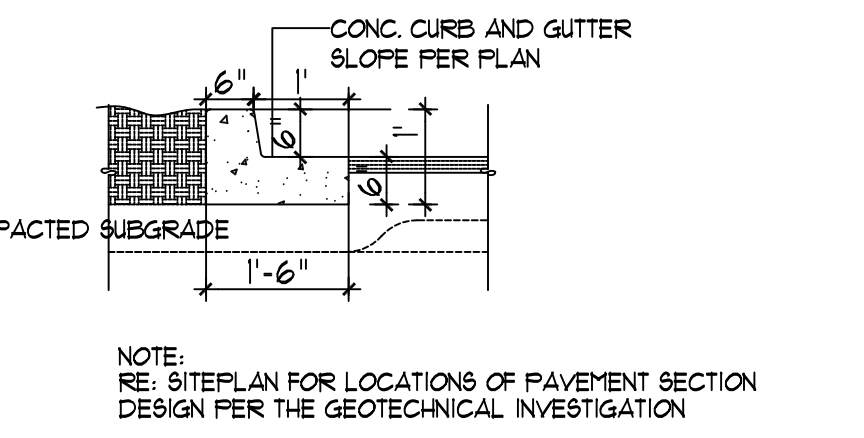 CONC. CURB AND GUTTER
SLOPE PER PLAN
6" 1'
6"
1'
6"
PACTED SUBGRADE
1'-6"
NOTE:
RE: SITEPLAN FOR LOCATIONS OF PAVEMENT SECTION
DESIGN PER THE GEOTECHNICAL INVESTIGATION